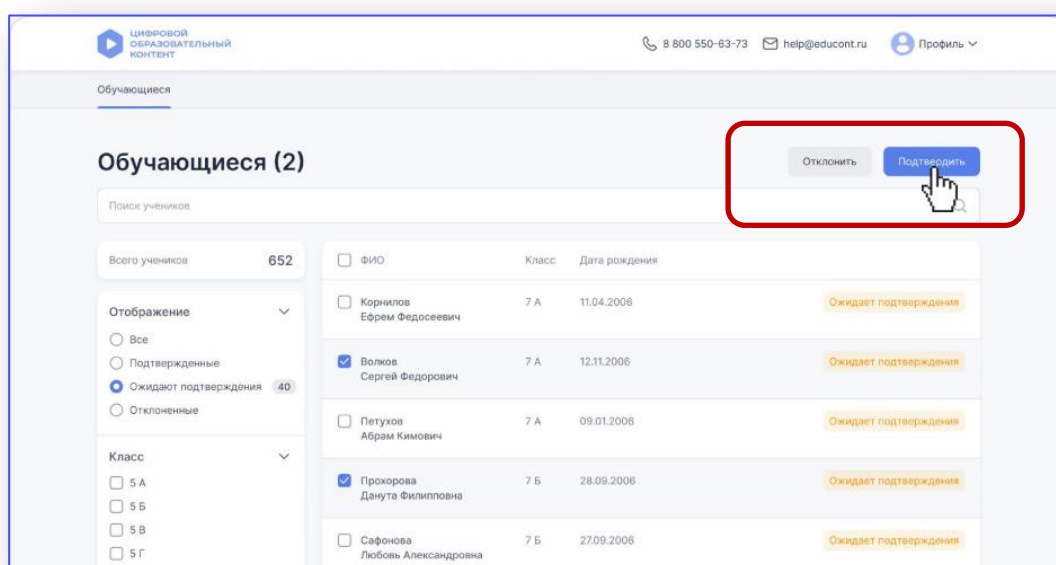 ЦИФРОВОЙ
ОБРАЗОВАТЕЛЬНЫЙ
КОНТЕНТ
8 800 550-63-73 help@educont.ru Профиль
Обучающиеся
Обучающиеся (2)
Отклонить Подтвердить
Поиск учеников
Всего учеников 652
Отображение
Все
Подтвержденные
Ожидают подтверждения 40
Отклоненные
Класс
5 А
5 Б
5 В
5 Г
ФИО Класс Дата рождения
Корнилов 7 А 11.04.2006 Ожидает подтверждения
Ефрем Федосеевич
Волков 7 А 12.11.2006 Ожидает подтверждения
Сергей Федорович
Петухов 7 А 09.01.2006 Ожидает подтверждения
Абрам Кимович
Прохорова 7 Б 28.09.2006 Ожидает подтверждения
Данута Филипповна
Сафонова 7 Б 27.09.2006 Ожидает подтверждения
Любовь Александровна